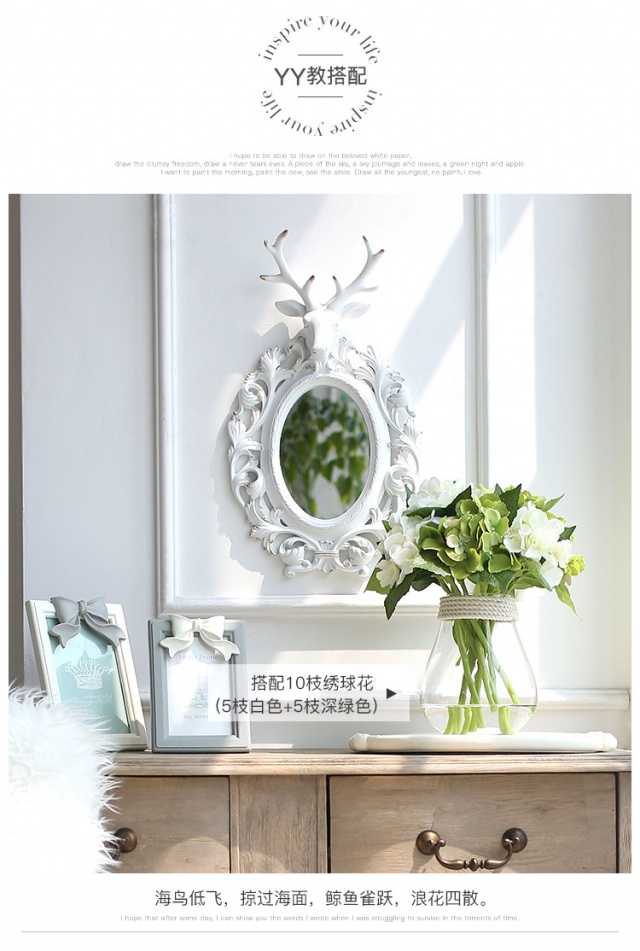 inspire your life
YY教搭配
inspire your life
I hope to be able to draw on the beloved white paper,
draw the clumsy freedom, draw a never tears eyes. A piece of the sky, a sky plumage and leaves, a green night and apple.
I want to paint the morning, paint the dew, see the smile. Draw all the youngest, no painful love.
搭配10枝绣球花
(5枝白色+5枝深绿色)
海鸟低飞，掠过海面，鲸鱼雀跃，浪花四散。
I hope that after some day, I can show you the words I wrote when I was struggling to survive in the torrents of time.